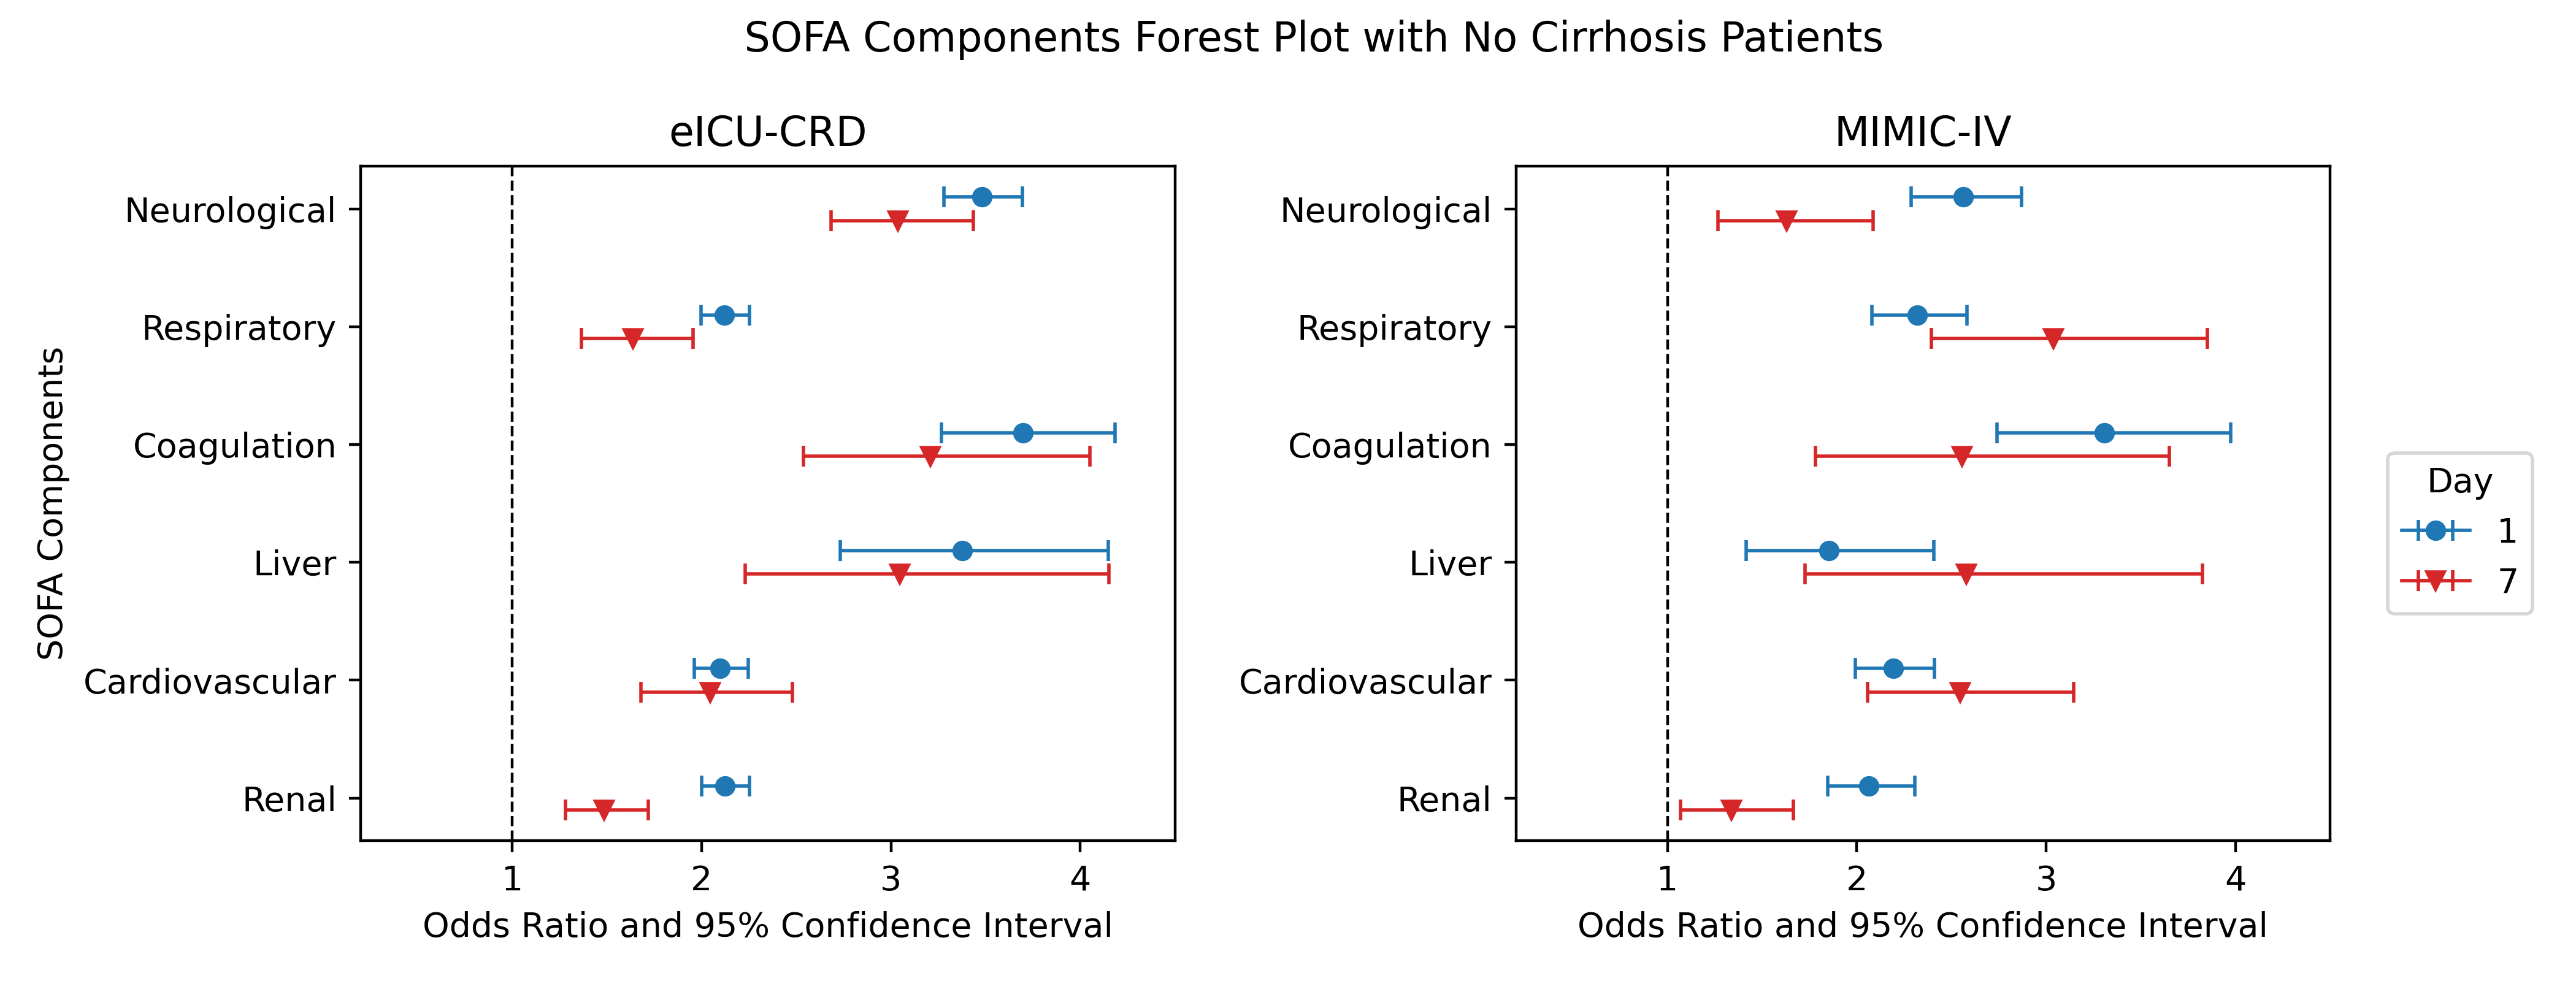 SOFA Components Forest Plot with No Cirrhosis Patients
eICU-CRD
SOFA Components
Neurological
Respiratory
Coagulation
Liver
Cardiovascular
Renal
1 2 3 4
Odds Ratio and 95% Confidence Interval
MIMIC-IV
Neurological
Respiratory
Coagulation
Liver
Cardiovascular
Renal
1 2 3 4
Odds Ratio and 95% Confidence Interval
Day
1
7